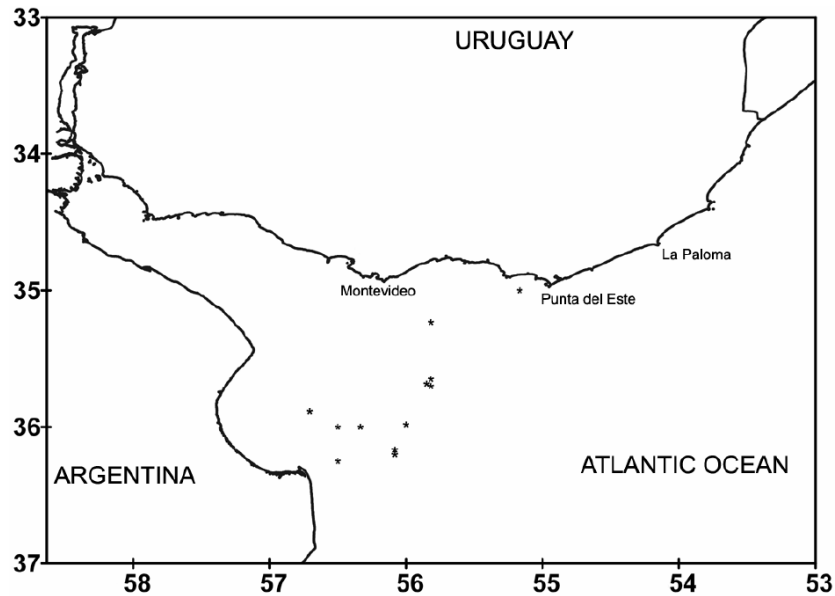 33
URUGUAY
34
La Paloma
35
Montevideo
Punta del Este
36
ARGENTINA
ATLANTIC OCEAN
37
58
57
56
55
54
53